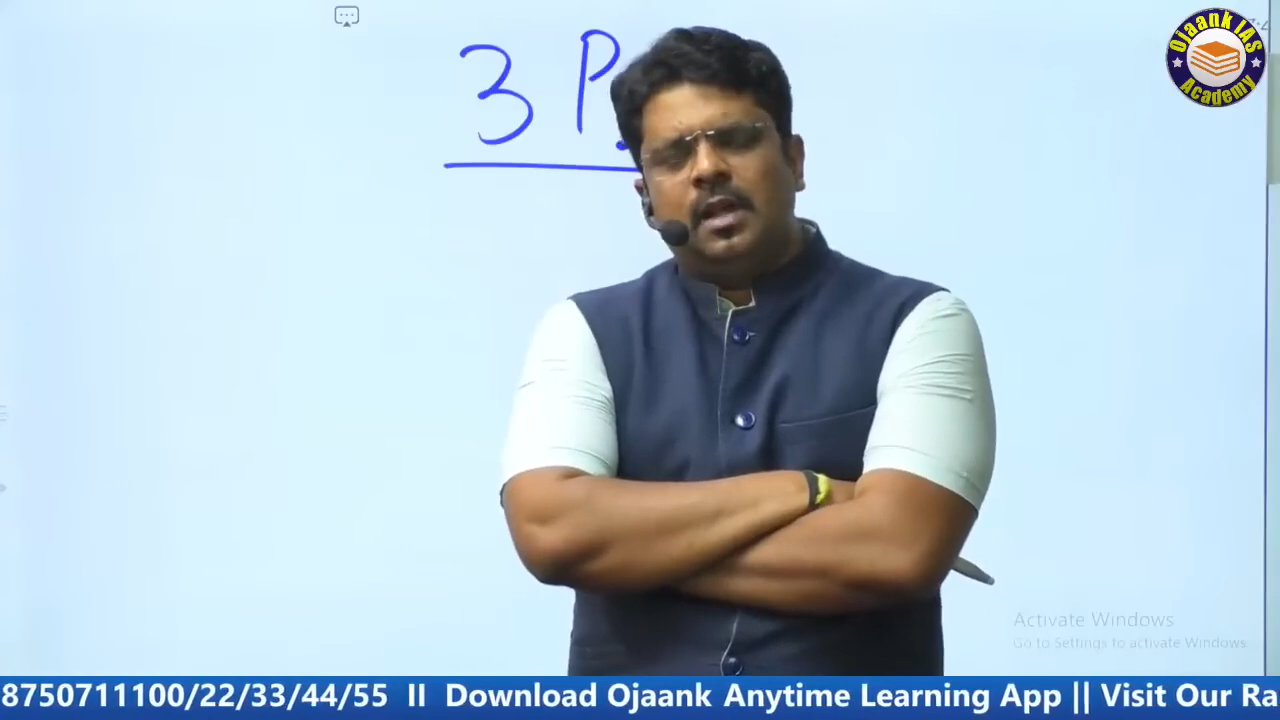 3 P.
Ojaank IAS
Academy
Activate Windows
Go to Settings to activate Windows.
8750711100/22/33/44/55 II Download Ojaank Anytime Learning App || Visit Our Ra